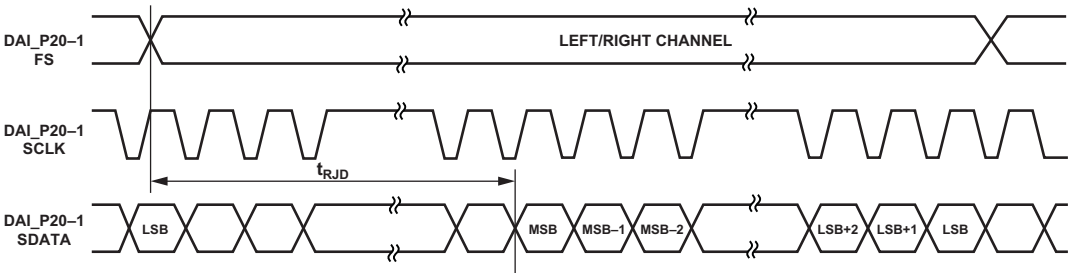 DAI_P20–1
FS
LEFT/RIGHT CHANNEL
DAI_P20–1
SCLK
tRJD
DAI_P20–1
SDATA
LSB
MSB
MSB–1
MSB–2
LSB+2
LSB+1
LSB